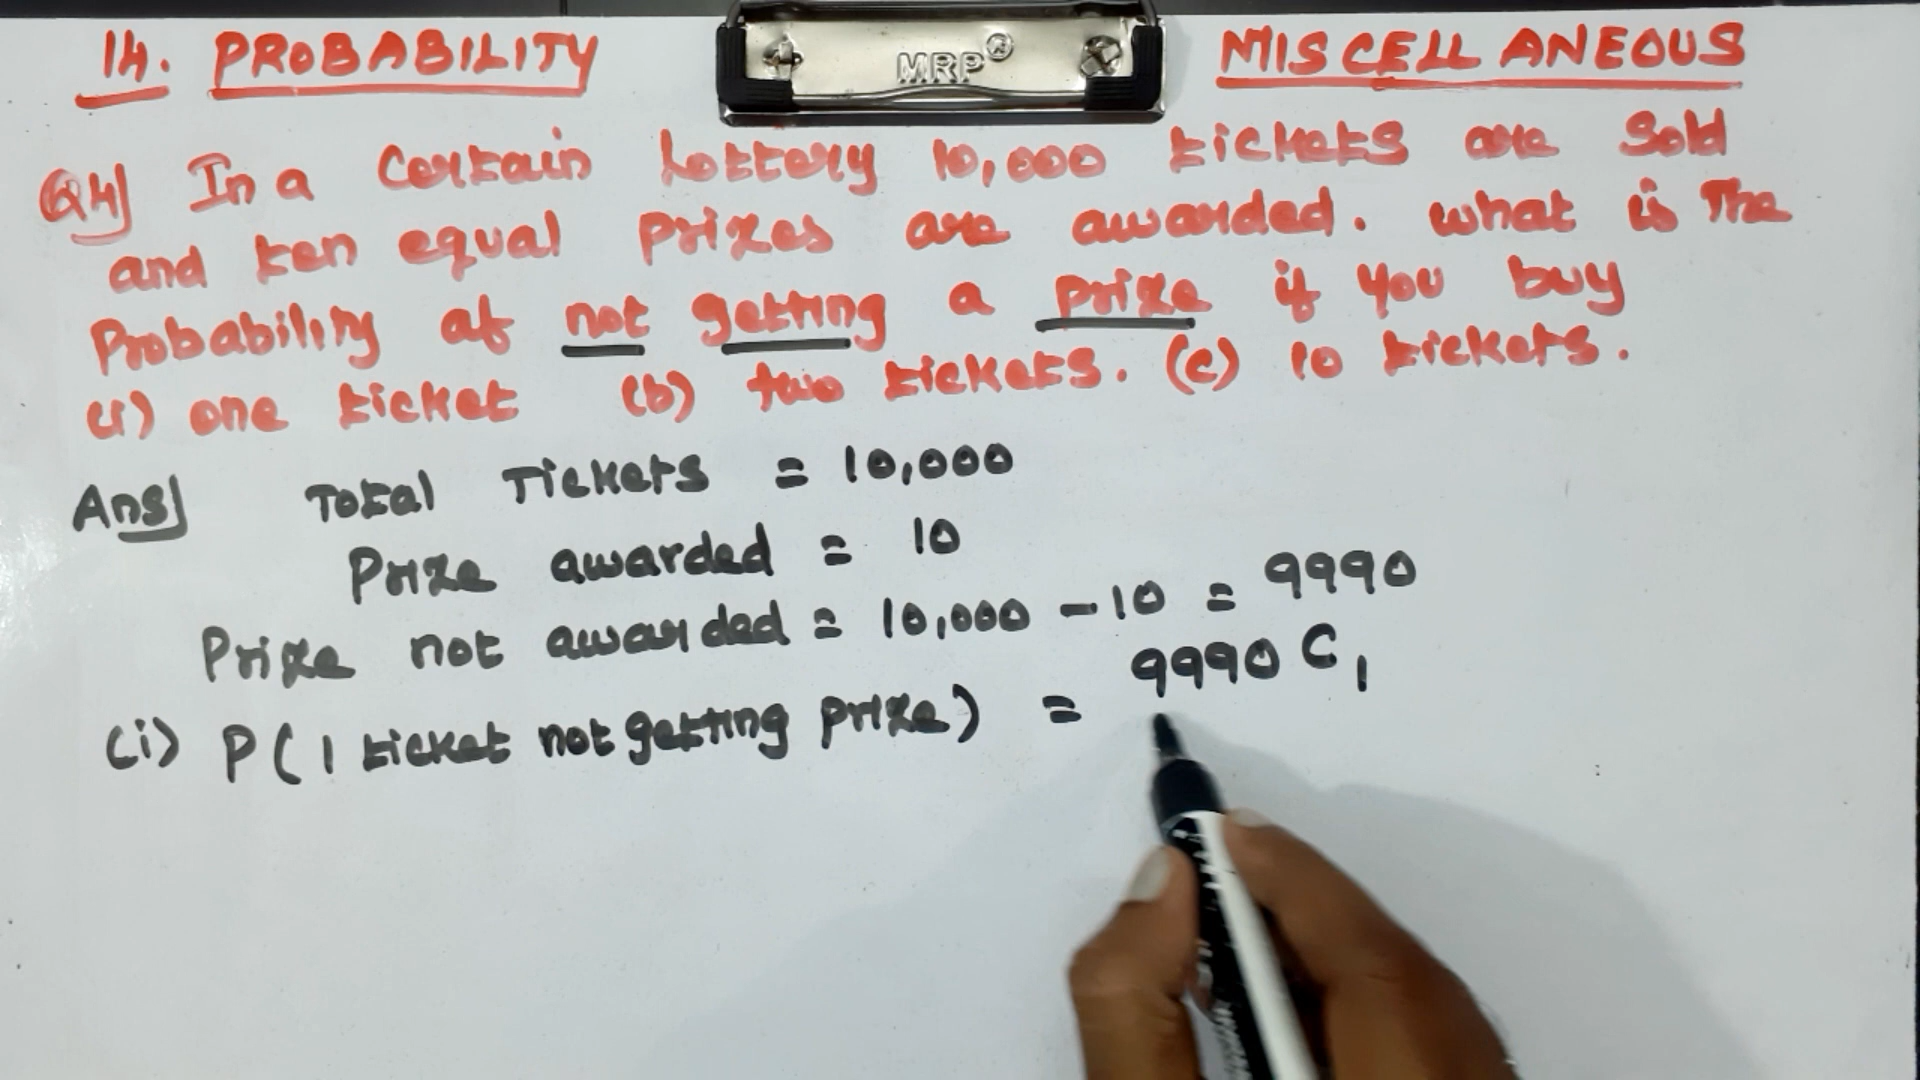 14. PROBABILITY
MRP®
MISCELLANEOUS
Q4) In a certain Lottery 10,000 tickets are sold
and ten equal prizes are awarded. what is The
Probability of not getting a prize if you buy
(i) one ticket (b) two tickets. (c) 10 tickets.
Ans) Total Tickets = 10,000
Prize awarded = 10
Prize not awarded = 10,000 - 10 = 9990
(i) P(1 ticket not getting prize) = 9990 C 1